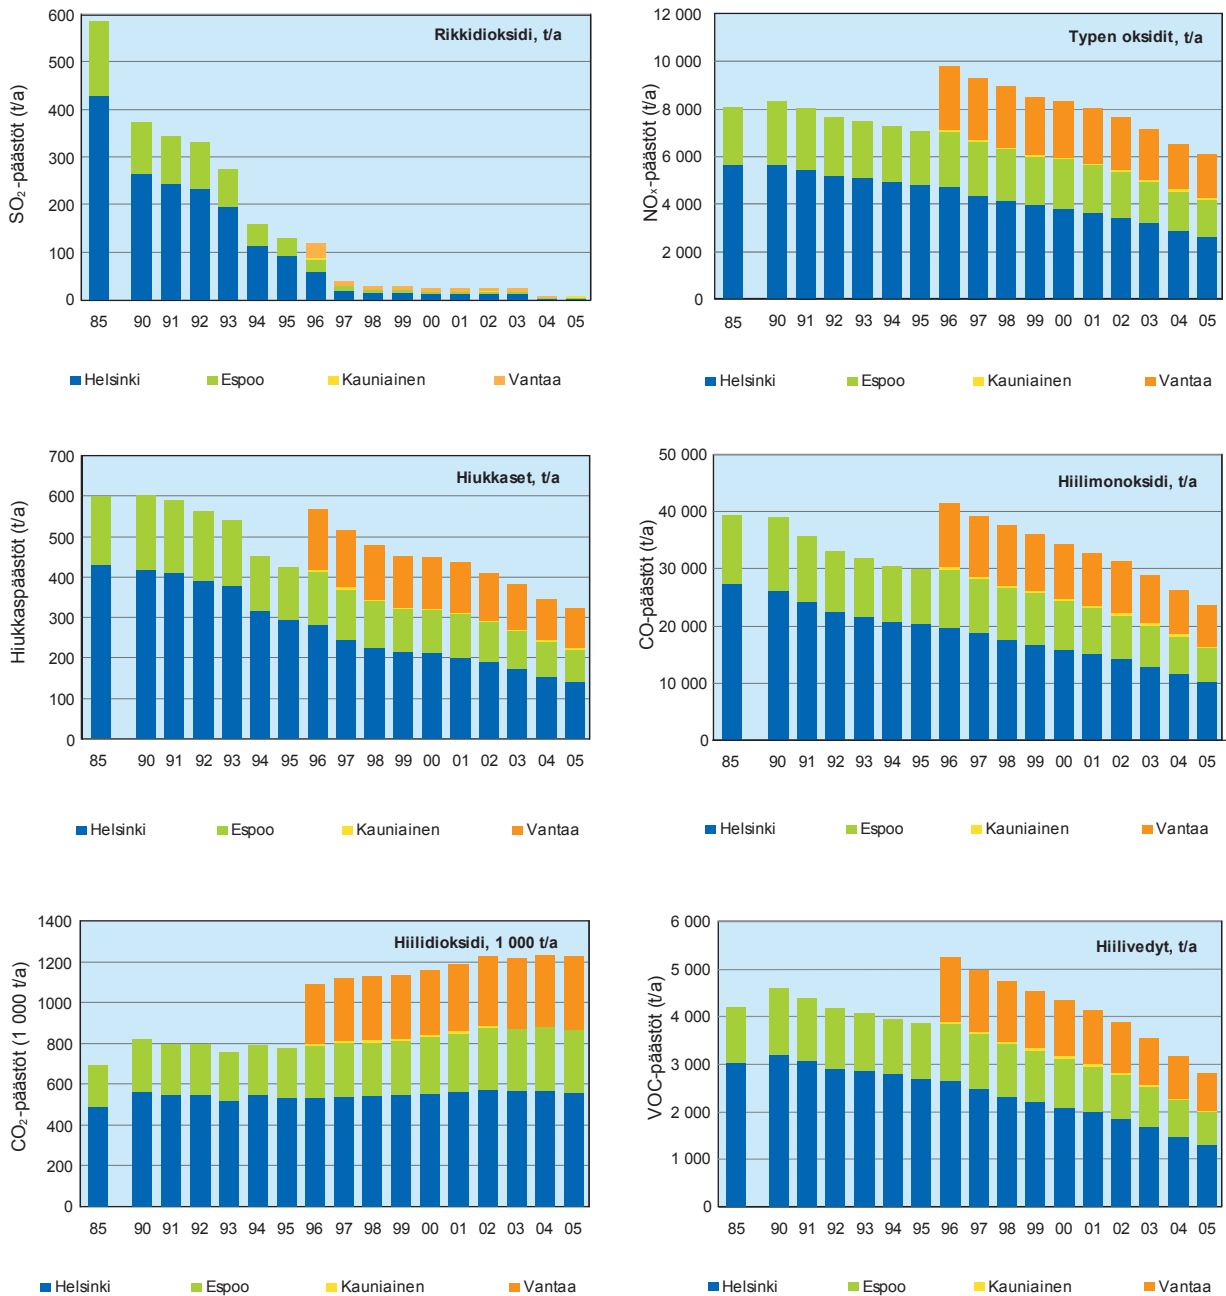 Rikkidioksidi, t/a
SO₂-päästöt (t/a)
600
500
400
300
200
100
0
85 90 91 92 93 94 95 96 97 98 99 00 01 02 03 04 05
Helsinki Espoo Kauniainen Vantaa
Typen oksidit, t/a
NOₓ-päästöt (t/a)
12 000
10 000
8 000
6 000
4 000
2 000
0
85 90 91 92 93 94 95 96 97 98 99 00 01 02 03 04 05
Helsinki Espoo Kauniainen Vantaa
Hiukkaset, t/a
Hiukkaspäästöt (t/a)
700
600
500
400
300
200
100
0
85 90 91 92 93 94 95 96 97 98 99 00 01 02 03 04 05
Helsinki Espoo Kauniainen Vantaa
Hiilimonoksidi, t/a
CO-päästöt (t/a)
50 000
40 000
30 000
20 000
10 000
0
85 90 91 92 93 94 95 96 97 98 99 00 01 02 03 04 05
Helsinki Espoo Kauniainen Vantaa
Hiilidioksidi, 1 000 t/a
CO₂-päästöt (1 000 t/a)
1400
1200
1000
800
600
400
200
0
85 90 91 92 93 94 95 96 97 98 99 00 01 02 03 04 05
Helsinki Espoo Kauniainen Vantaa
Hiilivedyt, t/a
VOC-päästöt (t/a)
6 000
5 000
4 000
3 000
2 000
1 000
0
85 90 91 92 93 94 95 96 97 98 99 00 01 02 03 04 05
Helsinki Espoo Kauniainen Vantaa